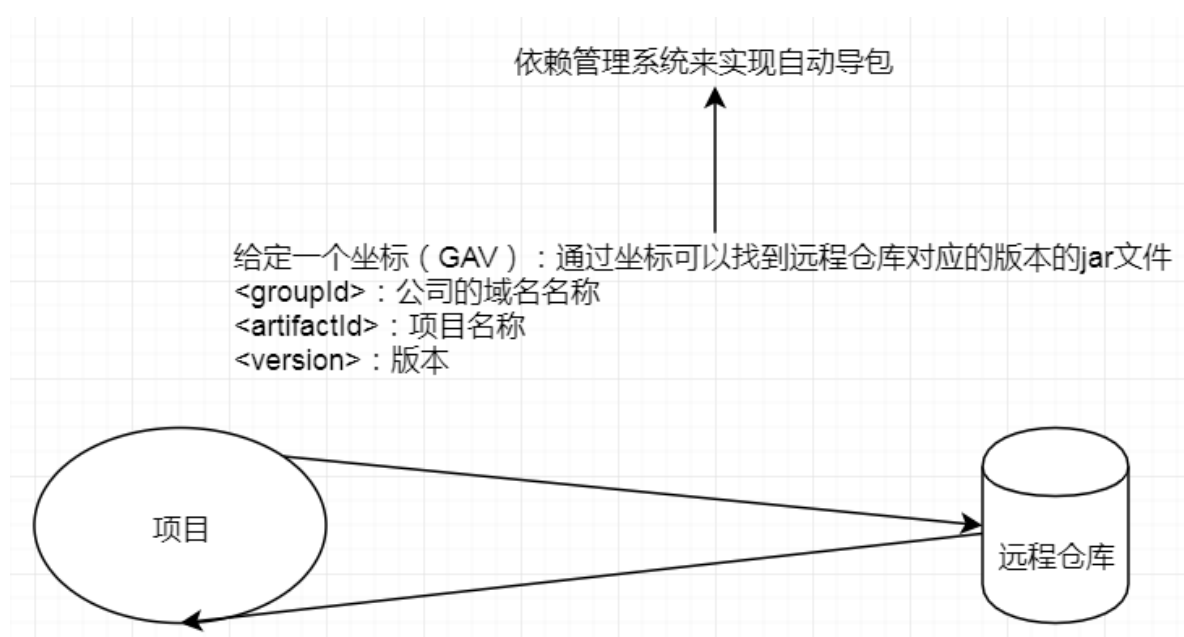 依赖管理系统来实现自动导包
给定一个坐标（GAV）：通过坐标可以找到远程仓库对应的版本的jar文件
<groupId>：公司的域名名称
<artifactId>：项目名称
<version>：版本
项目
远程仓库